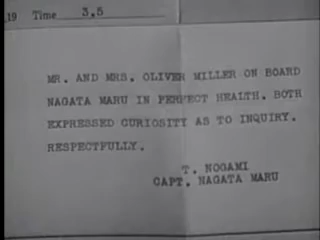 19 Time 3.5
MR. AND MRS. OLIVER MILLER ON BOARD
NAGATA MARU IN PERFECT HEALTH. BOTH
EXPRESSED CURIOSITY AS TO INQUIRY.
RESPECTFULLY.
T. NOGAMI
CAPT. NAGATA MARU